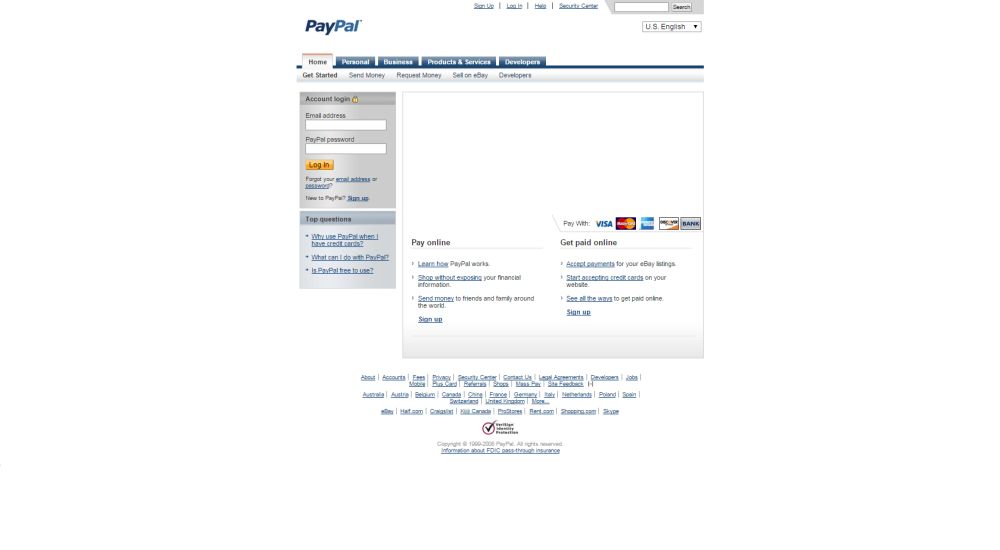 Sign Up | Log In | Help | Security Center
Search
PayPal
U.S. English
Home Personal Business Products & Services Developers
Get Started Send Money Request Money Sell on eBay Developers
Account login
Email address
PayPal password
Log In
Forgot your email address or
password?
New to PayPal? Sign up.
Top questions
Why use PayPal when I
have credit cards?
What can I do with PayPal?
Is PayPal free to use?
Pay With: VISA MasterCard DISCOVER BANK
Pay online
Learn how PayPal works.
Shop without exposing your financial
information.
Send money to friends and family around
the world.
Sign up
Get paid online
Accept payments for your eBay listings.
Start accepting credit cards on your
website.
See all the ways to get paid online.
Sign up
About | Accounts | Fees | Privacy | Security Center | Contact Us | Legal Agreements | Developers | Jobs |
Mobile | Plus Card | Referrals | Shops | Mass Pay | Site Feedback [-]
Australia | Austria | Belgium | Canada | China | France | Germany | Italy | Netherlands | Poland | Spain |
Switzerland | United Kingdom | More...
eBay | Half.com | Craigslist | Kijiji Canada | ProStores | Rent.com | Shopping.com | Skype
VeriSign
Identity
Protection
Copyright © 1999-2008 PayPal. All rights reserved.
Information about FDIC pass-through insurance